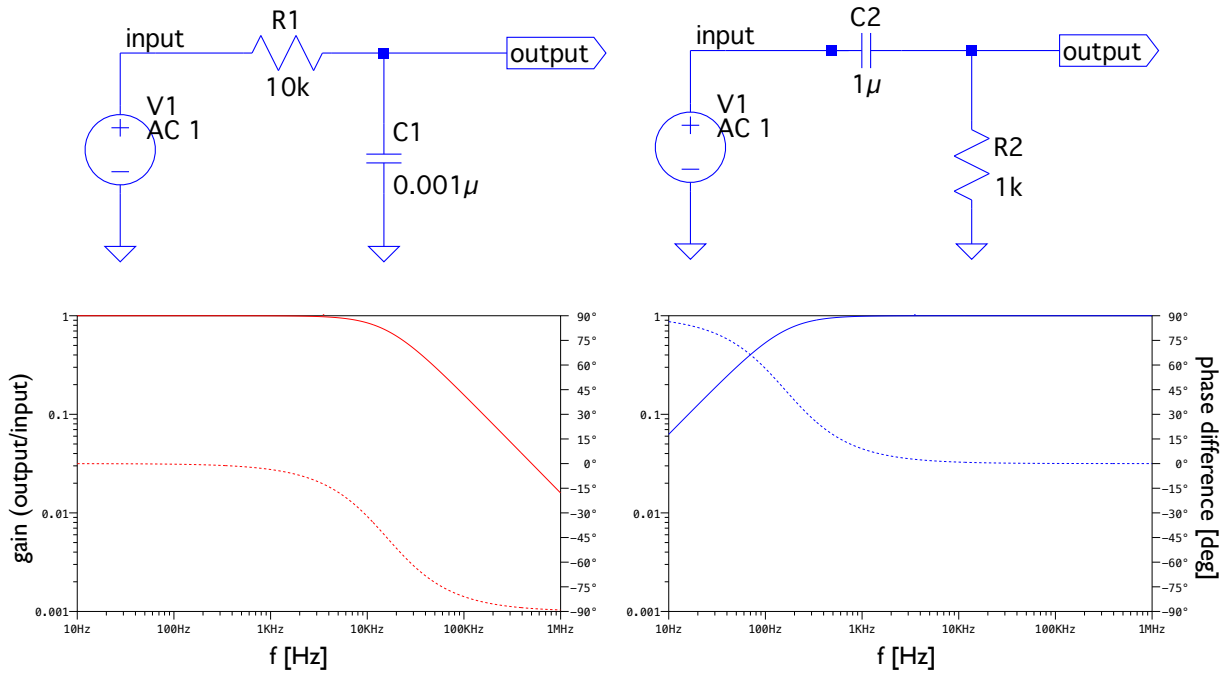 R1
input
output
10k
V1
AC 1
C1
0.001µ
C2
input
output
1µ
V1
AC 1
R2
1k
gain (output/input)
1
0.1
0.01
0.001
90°
75°
60°
45°
30°
15°
0°
-15°
-30°
-45°
-60°
-75°
-90°
10Hz 100Hz 1KHz 10KHz 100KHz 1MHz
f [Hz]
1
0.1
0.01
0.001
90°
75°
60°
45°
30°
15°
0°
-15°
-30°
-45°
-60°
-75°
-90°
phase difference [deg]
10Hz 100Hz 1KHz 10KHz 100KHz 1MHz
f [Hz]